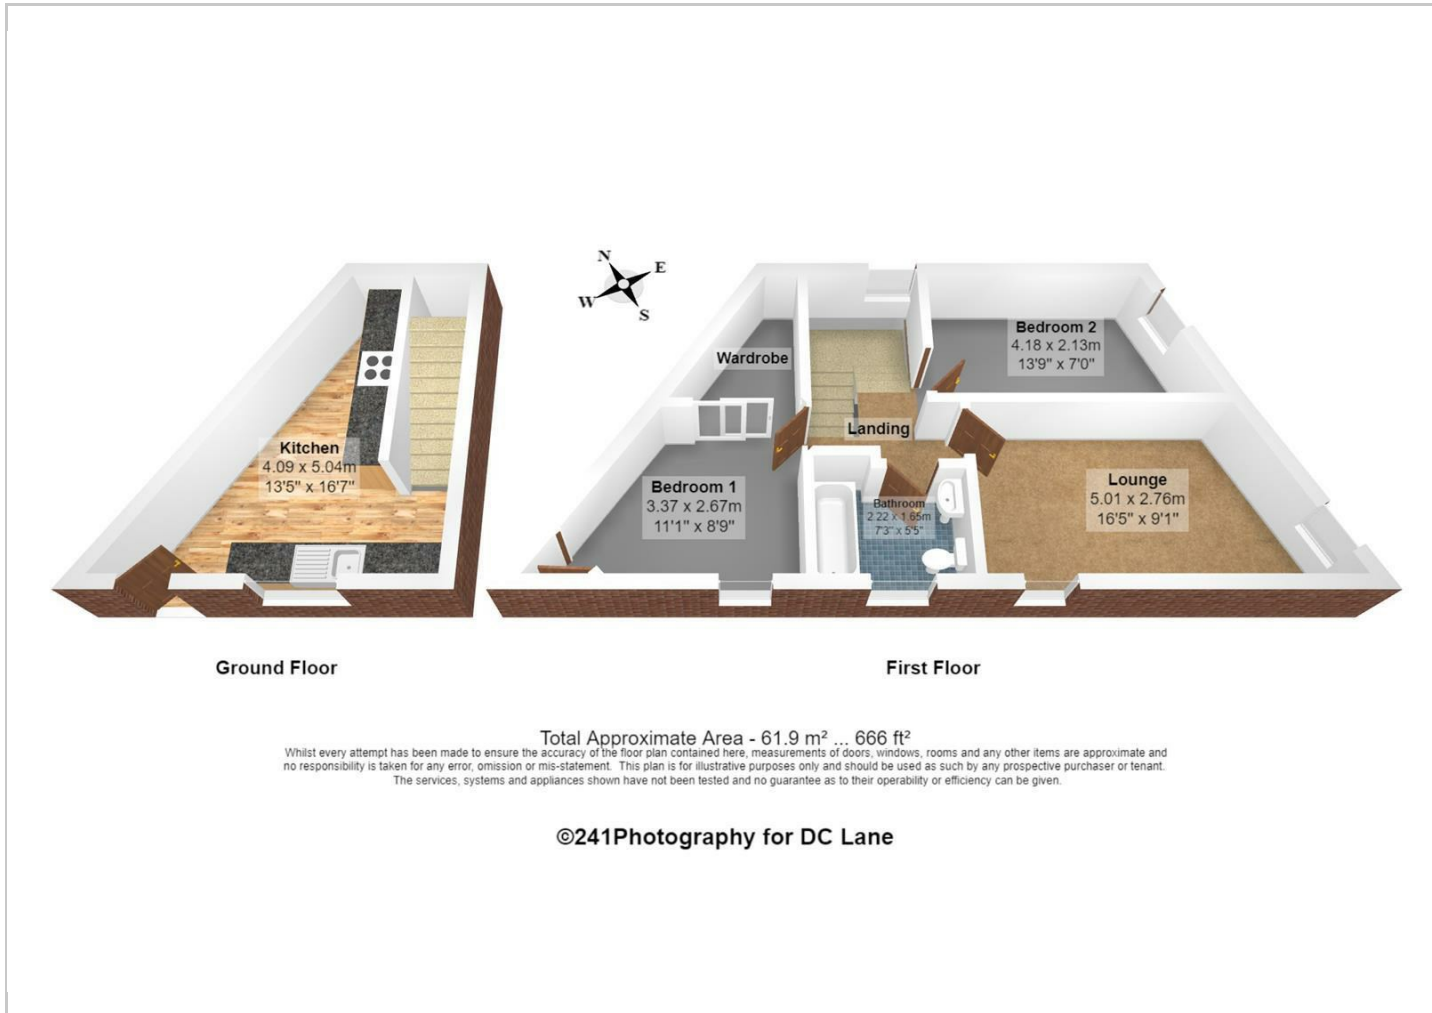 N
E
W
S
Kitchen
4.09 x 5.04m
13'5" x 16'7"
Wardrobe
Bedroom 1
3.37 x 2.67m
11'1" x 8'9"
Landing
Bathroom
2.22 x 1.65m
7'3" x 5'5"
Bedroom 2
4.18 x 2.13m
13'9" x 7'0"
Lounge
5.01 x 2.76m
16'5" x 9'1"
Ground Floor
First Floor
Total Approximate Area - 61.9 m² ... 666 ft²
Whilst every attempt has been made to ensure the accuracy of the floor plan contained here, measurements of doors, windows, rooms and any other items are approximate and
no responsibility is taken for any error, omission or mis-statement. This plan is for illustrative purposes only and should be used as such by any prospective purchaser or tenant.
The services, systems and appliances shown have not been tested and no guarantee as to their operability or efficiency can be given.
©241Photography for DC Lane